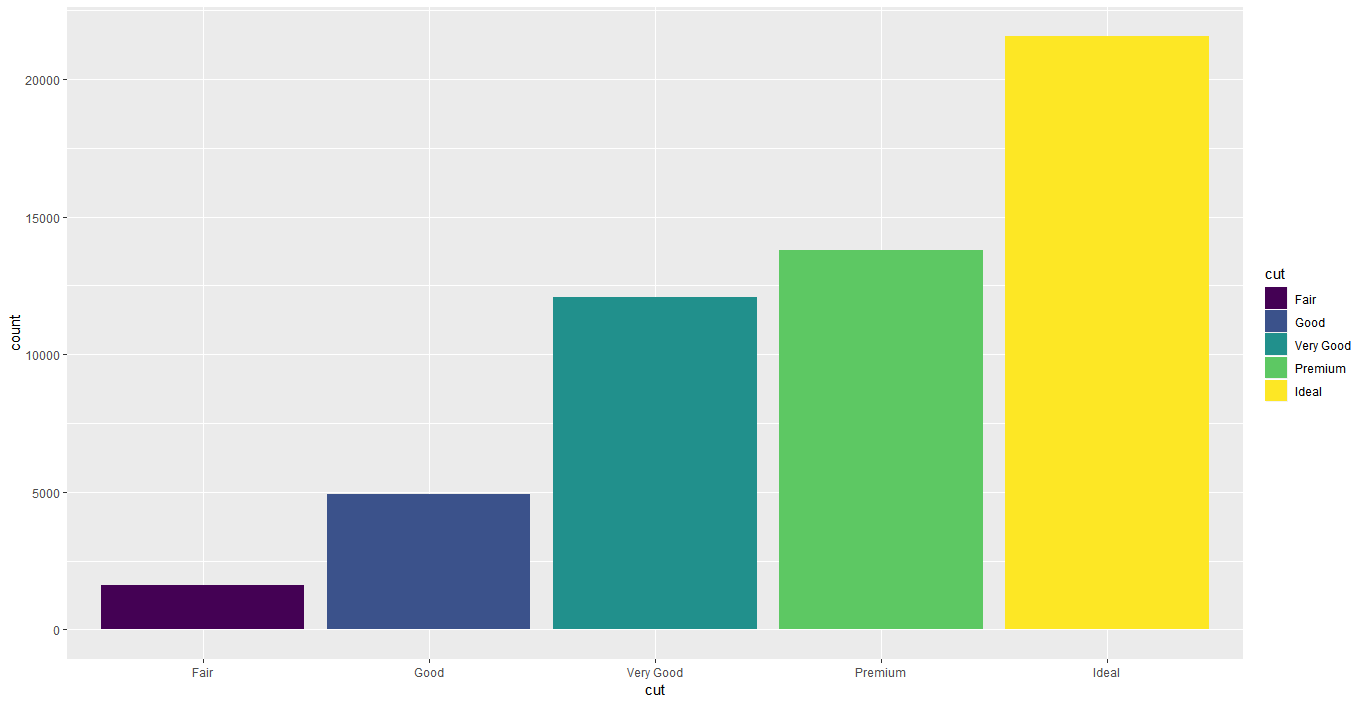 20000
15000
10000
5000
0
count
Fair Good Very Good Premium Ideal
cut
cut
Fair
Good
Very Good
Premium
Ideal